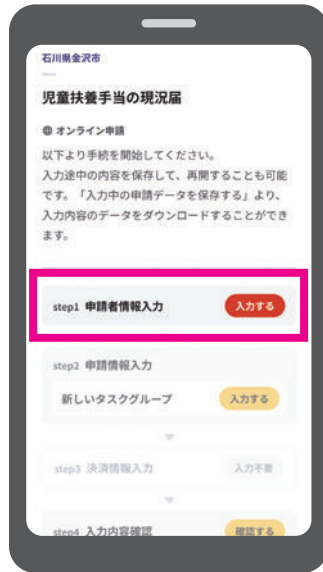 石川県金沢市
児童扶養手当の現況届
オンライン申請
以下より手続を開始してください。
入力途中の内容を保存して、再開することも可能
です。「入力中の申請データを保存する」より、
入力内容のデータをダウンロードすることができ
ます。
step1 申請者情報入力 入力する
step2 申請情報入力
新しいタスクグループ 入力する
step3 決済情報入力 入力不要
step4 入力内容確認 確認する